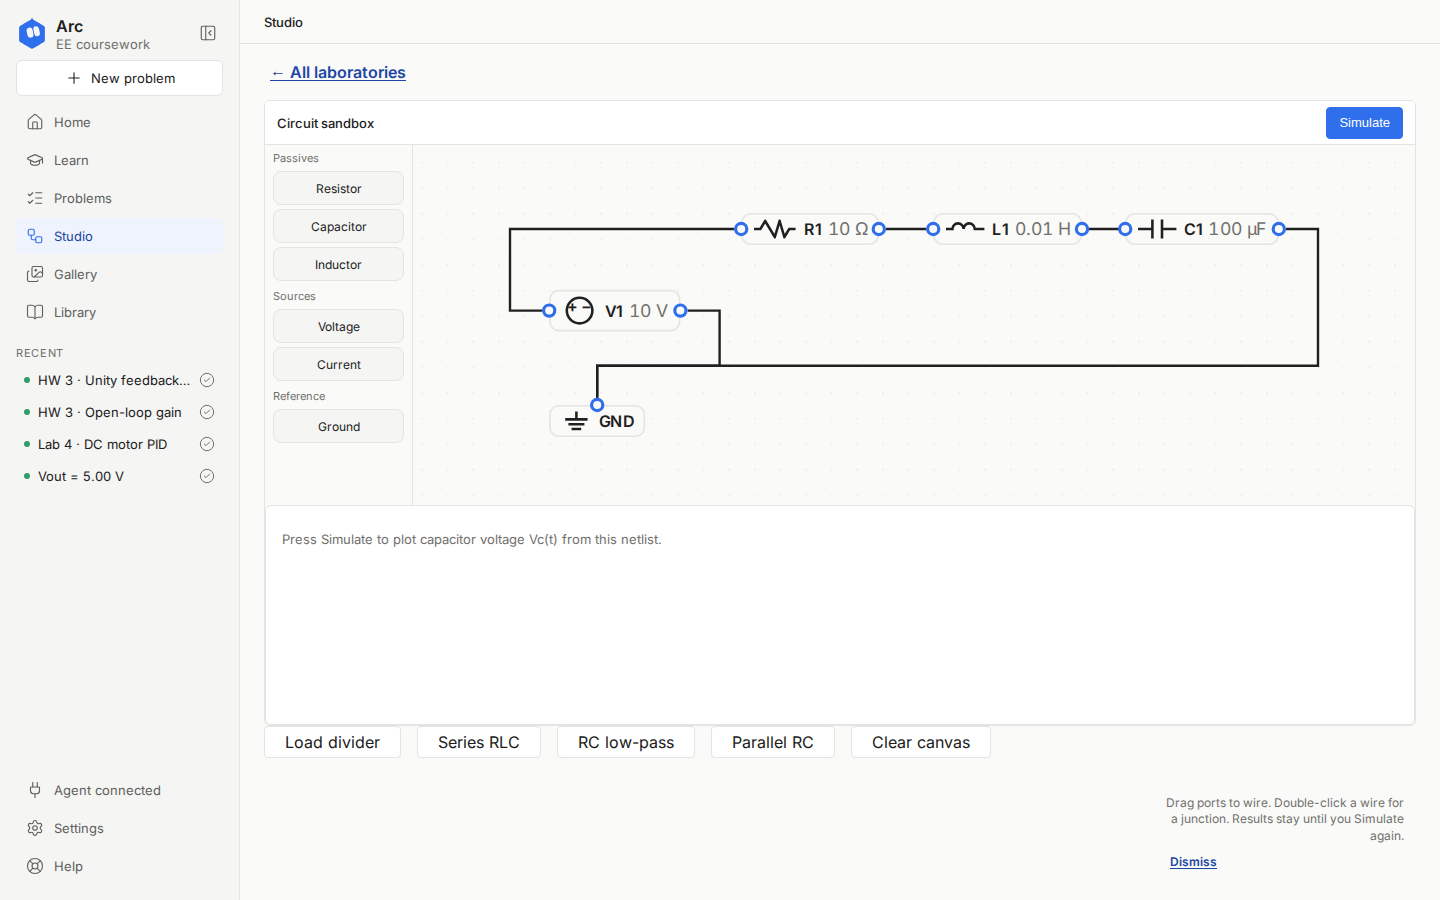 Arc
EE coursework
New problem
Home
Learn
Problems
Studio
Gallery
Library
RECENT
HW 3 · Unity feedback...
HW 3 · Open-loop gain
Lab 4 · DC motor PID
Vout = 5.00 V
Agent connected
Settings
Help
Studio
← All laboratories
Circuit sandbox
Simulate
Passives
Resistor
Capacitor
Inductor
Sources
Voltage
Current
Reference
Ground
R1 10 Ω
L1 0.01 H
C1 100 µF
V1 10 V
GND
Press Simulate to plot capacitor voltage Vc(t) from this netlist.
Load divider
Series RLC
RC low-pass
Parallel RC
Clear canvas
Drag ports to wire. Double-click a wire for
a junction. Results stay until you Simulate
again.
Dismiss